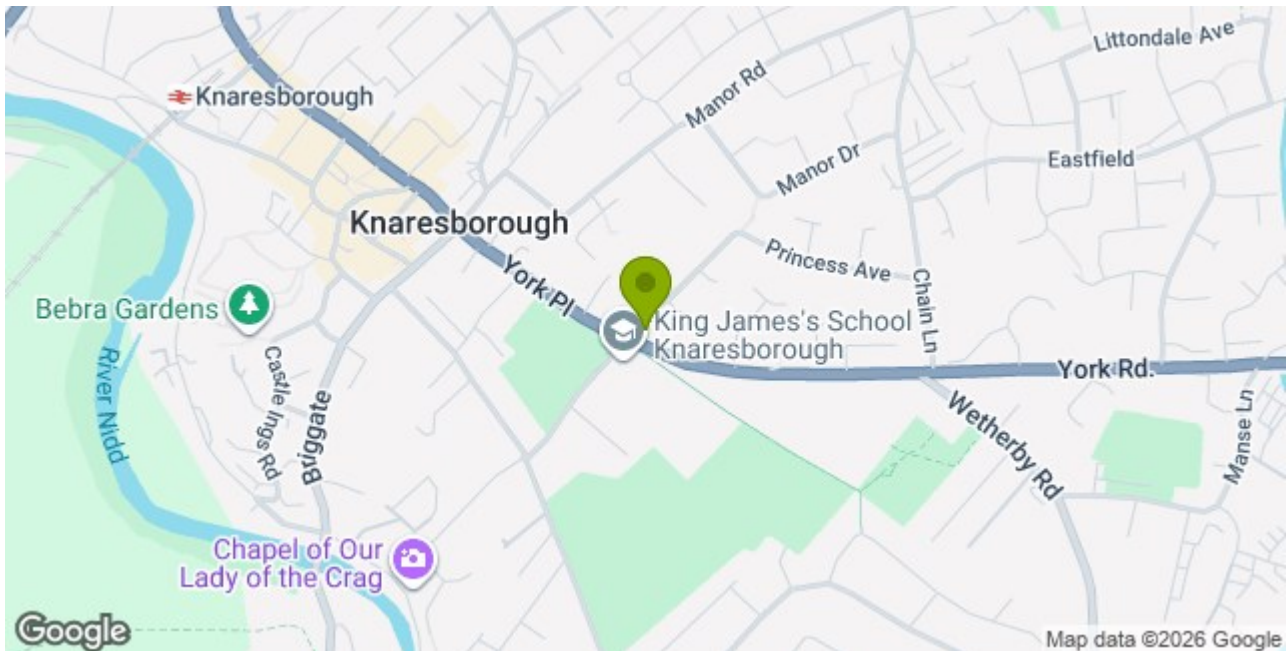 Littondale Ave
Manor Rd
Knaresborough
Manor Dr
Eastfield
Knaresborough
Princess Ave
York Pl
Chain Ln
Bebra Gardens
King James's School
Knaresborough
York Rd.
River Nidd
Castle Ings Rd
Briggate
Wetherby Rd
Manse Ln
Chapel of Our
Lady of the Crag
Google
Map data ©2026 Google